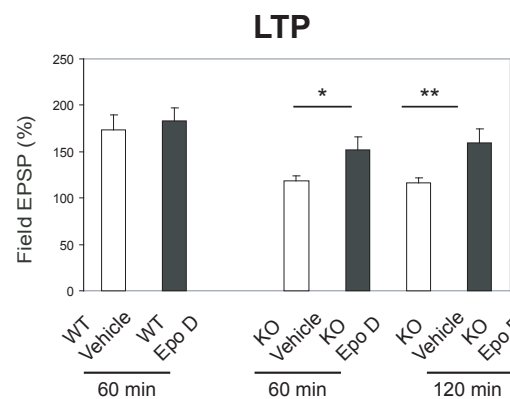 LTP
Field EPSP (%)
250
200
150
100
50
0
*
**
WT
Vehicle
WT
Epo D
KO
Vehicle
KO
Epo D
KO
Vehicle
KO
Epo
60 min
60 min
120 min